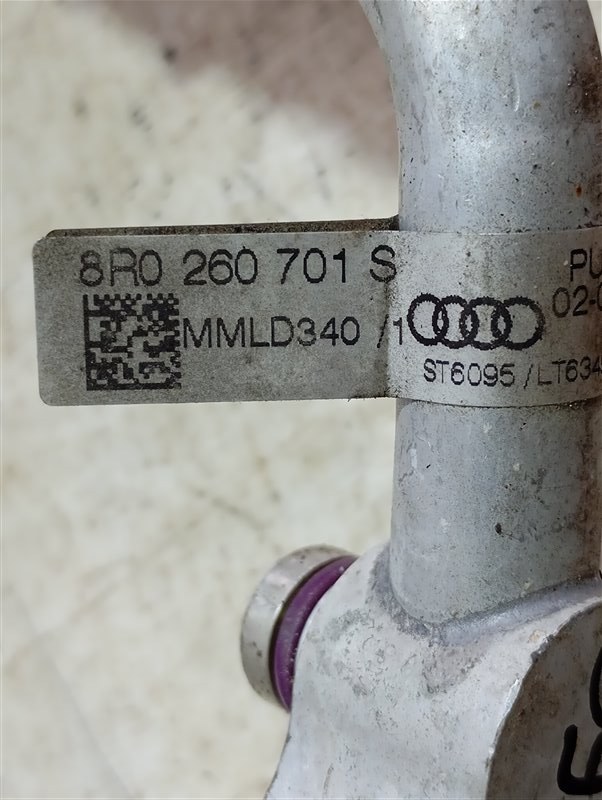 8R0 260 701 S PU
MMLD340 /1 02-0
ST6095 / LT634